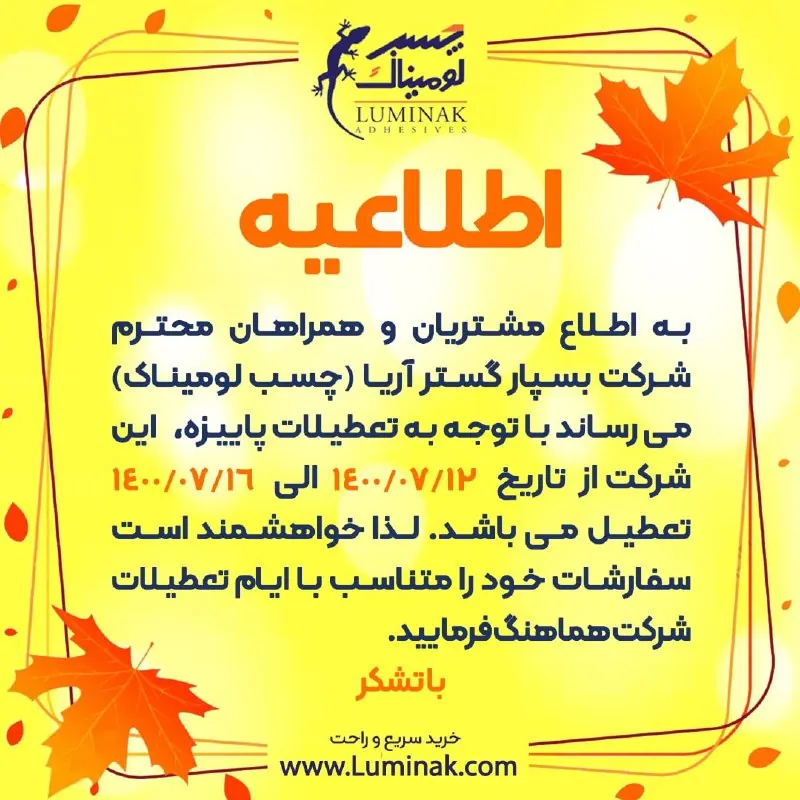 چسب
لومیناک
LUMINAK
ADHESIVES
اطلاعیه
به اطلاع مشتریان و همراهان محترم
شرکت بسپار گستر آریا (چسب لومیناک)
می رساند با توجه به تعطیلات پاییزه، این
شرکت از تاریخ ۱۴۰۰/۰۷/۱۲ الی ۱۴۰۰/۰۷/۱۶
تعطیل می باشد. لذا خواهشمند است
سفارشات خود را متناسب با ایام تعطیلات
شرکت هماهنگ فرمایید.
باتشکر
خرید سریع و راحت
www.Luminak.com